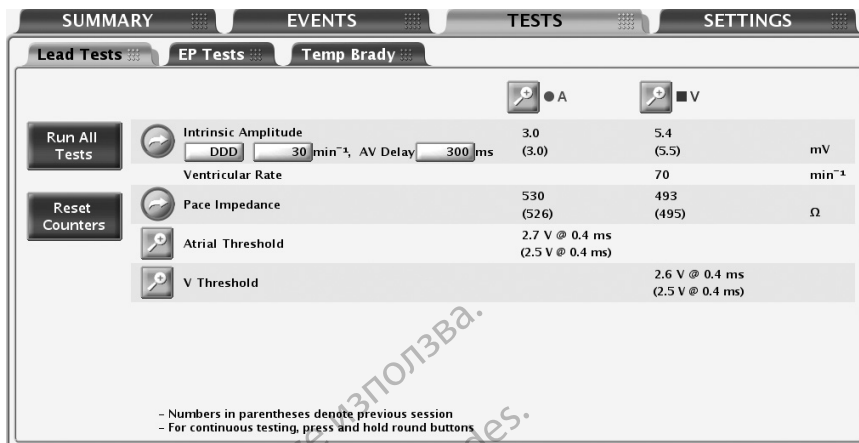 SUMMARY EVENTS TESTS SETTINGS
Lead Tests EP Tests Temp Brady
A V
Run All Tests
Intrinsic Amplitude 3.0 5.4
DDD 30 min⁻¹, AV Delay 300 ms (3.0) (5.5) mV
Ventricular Rate 70 min⁻¹
Reset Counters
Pace Impedance 530 493
(526) (495) Ω
Atrial Threshold 2.7 V @ 0.4 ms
(2.5 V @ 0.4 ms)
V Threshold 2.6 V @ 0.4 ms
(2.5 V @ 0.4 ms)
използва.
– Numbers in parentheses denote previous session
– For continuous testing, press and hold round buttons